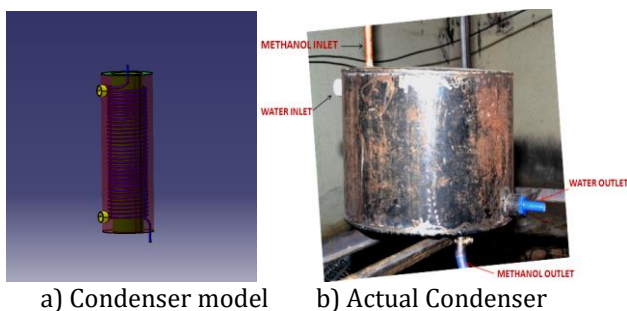 METHANOL INLET
WATER INLET
WATER OUTLET
METHANOL OUTLET
a) Condenser model
b) Actual Condenser